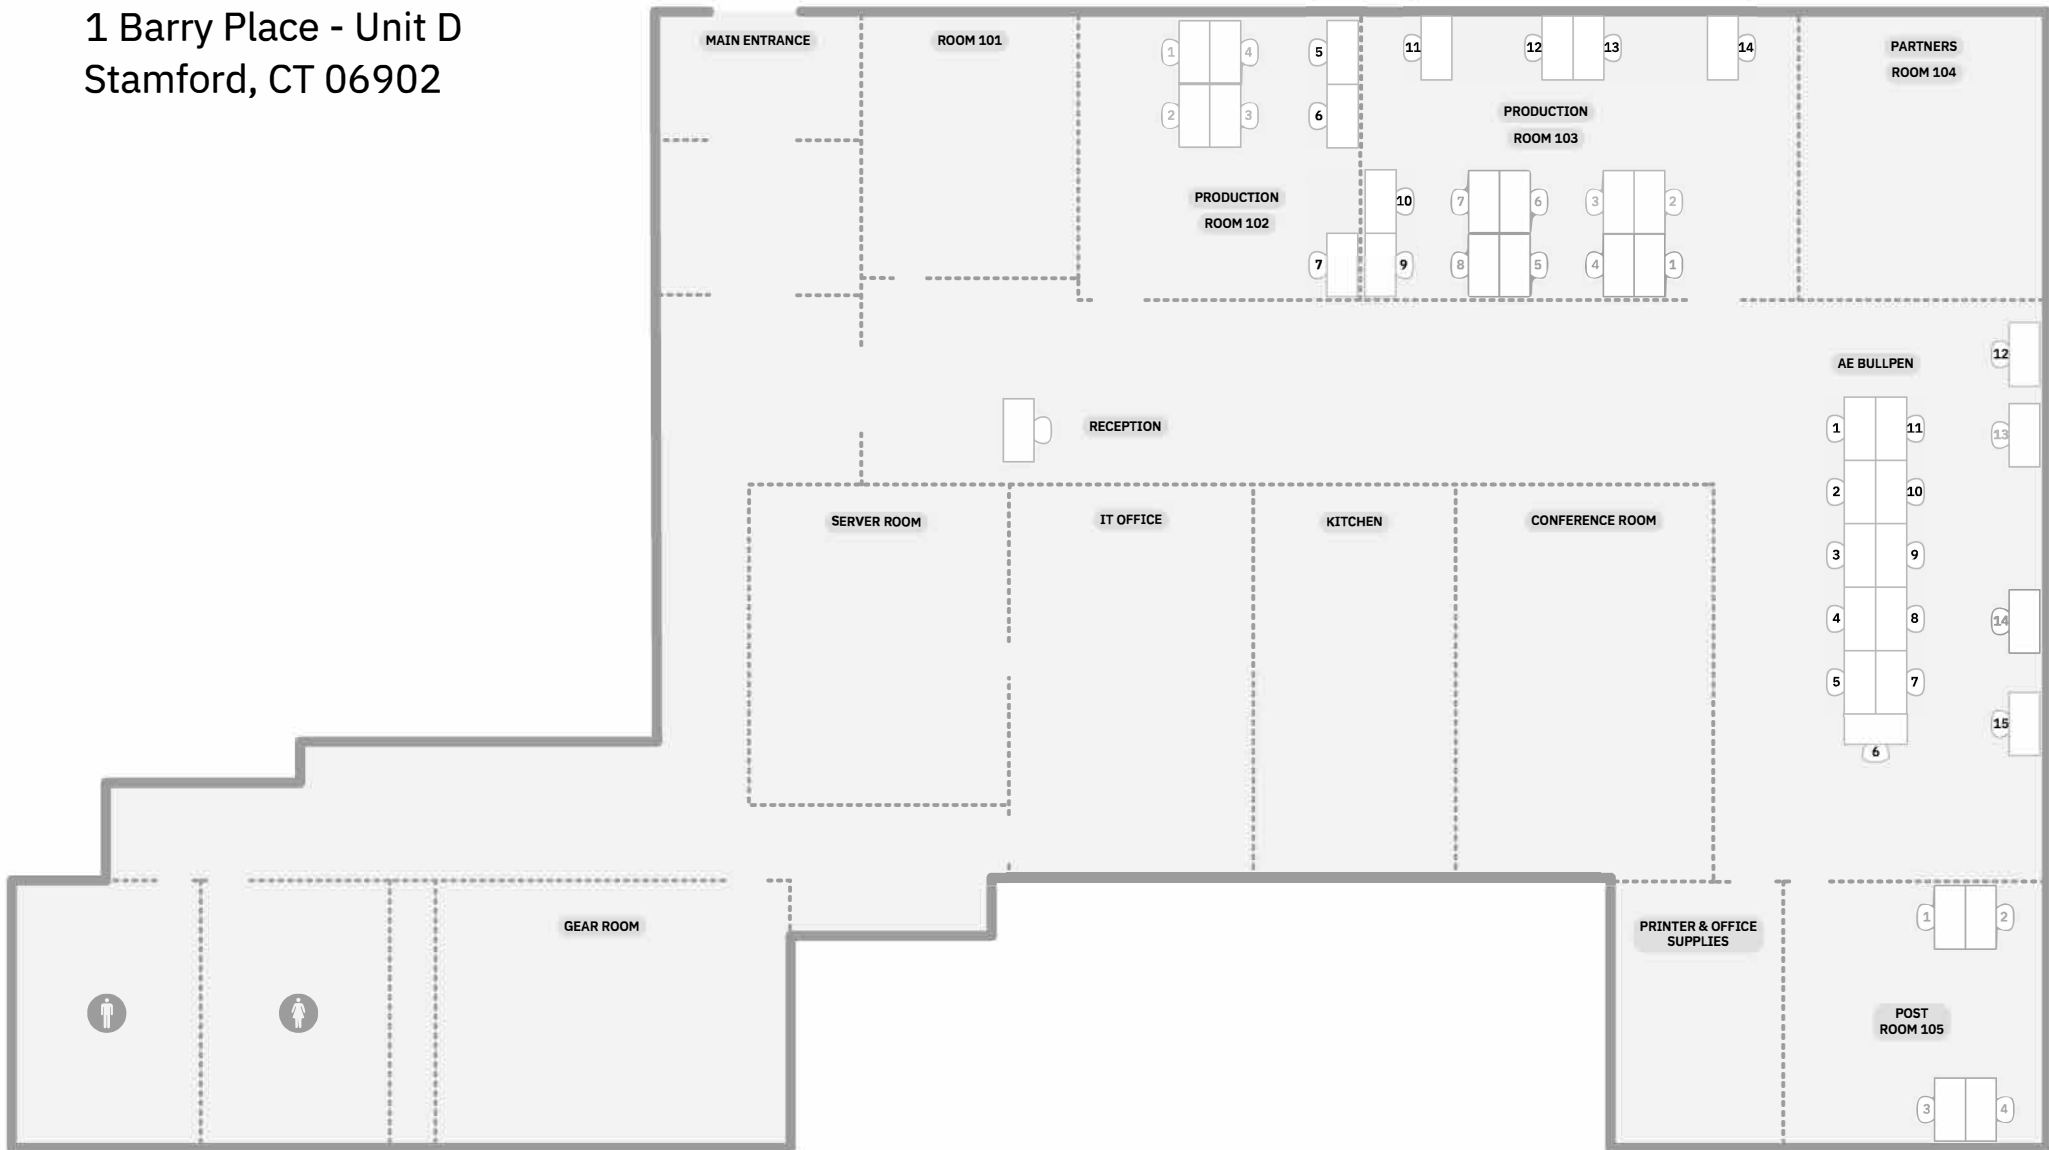 1 Barry Place - Unit D
Stamford, CT 06902
MAIN ENTRANCE
ROOM 101
1
4
2
3
5
6
7
PRODUCTION
ROOM 102
11
12
13
14
PRODUCTION
ROOM 103
10
9
7
6
8
5
3
2
4
1
PARTNERS
ROOM 104
RECEPTION
AE BULLPEN
12
13
14
15
1
11
2
10
3
9
4
8
5
7
6
SERVER ROOM
IT OFFICE
KITCHEN
CONFERENCE ROOM
GEAR ROOM
PRINTER & OFFICE
SUPPLIES
1
2
POST
ROOM 105
3
4